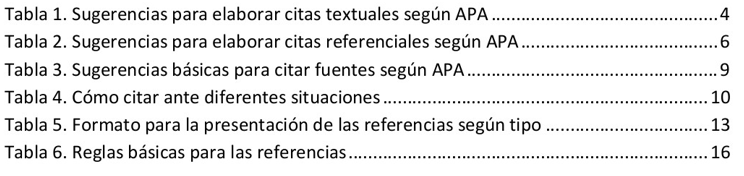 Tabla 1. Sugerencias para elaborar citas textuales según APA ........................................... 4
Tabla 2. Sugerencias para elaborar citas referenciales según APA ..................................... 6
Tabla 3. Sugerencias básicas para citar fuentes según APA ............................................... 9
Tabla 4. Cómo citar ante diferentes situaciones .............................................................. 10
Tabla 5. Formato para la presentación de las referencias según tipo ............................... 13
Tabla 6. Reglas básicas para las referencias .................................................................... 16